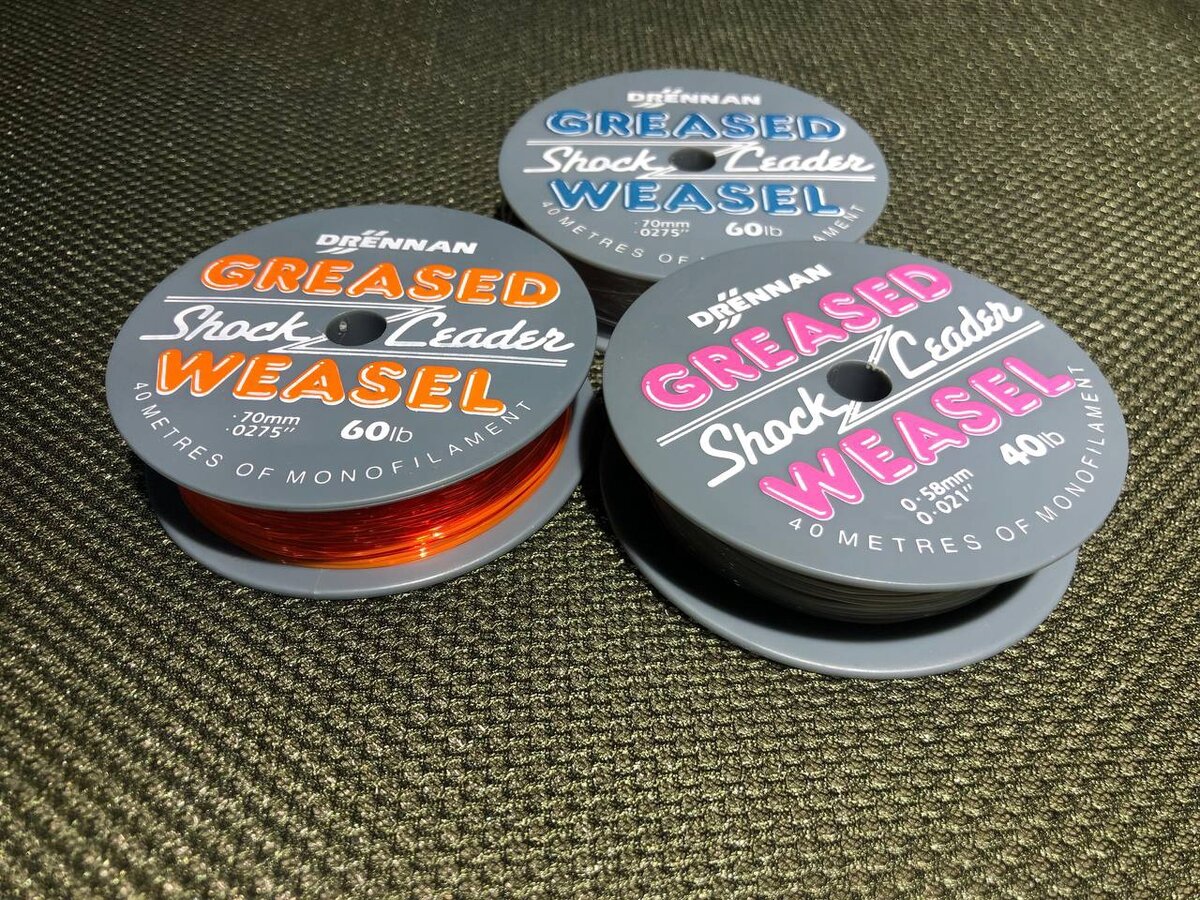 DRENNAN
GREASED
Shock Leader
WEASEL
.70mm
.0275"
60lb
40 METRES OF MONOFILAMENT
DRENNAN
GREASED
Shock Leader
WEASEL
.70mm
.0275"
60lb
40 METRES OF
AMENT
DRENNAN
GREASED
Shock Leader
WEASEL
0.58mm
0.021"
40lb
40 METRES OF MONOFILAMENT